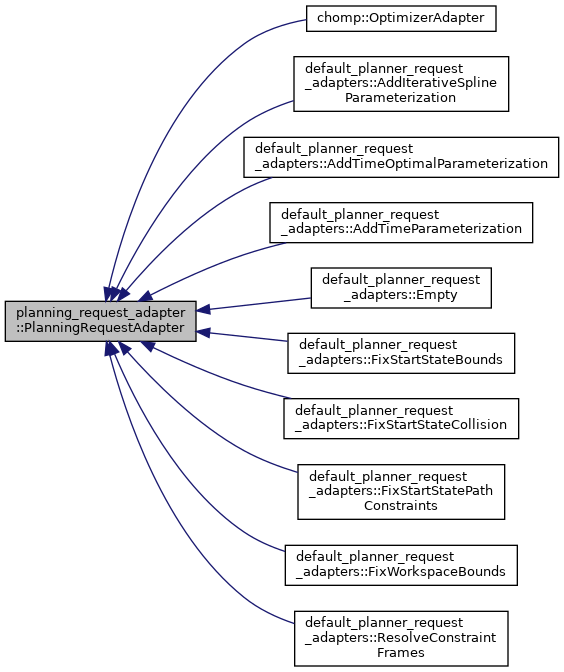 chomp::OptimizerAdapter
default_planner_request
_adapters::AddIterativeSpline
Parameterization
default_planner_request
_adapters::AddTimeOptimalParameterization
default_planner_request
_adapters::AddTimeParameterization
default_planner_request
_adapters::Empty
planning_request_adapter
::PlanningRequestAdapter
default_planner_request
_adapters::FixStartStateBounds
default_planner_request
_adapters::FixStartStateCollision
default_planner_request
_adapters::FixStartStatePath
Constraints
default_planner_request
_adapters::FixWorkspaceBounds
default_planner_request
_adapters::ResolveConstraint
Frames